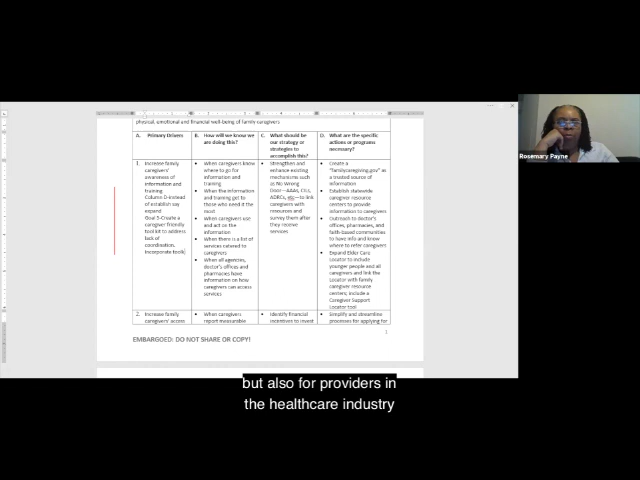 physical, emotional and financial well-being of family caregivers
A. Primary Drivers
B. How will we know we
are doing this?
C. What should be
our strategy or
strategies to
accomplish this?
D. What are the specific
actions or programs
necessary?
1. Increase family
caregivers'
awareness of
information and
training
Column D-instead
of establish say
expand
Goal 3-Create a
caregiver friendly
tool kit to address
lack of
coordination.
Incorporate tools
• When caregivers know
where to go for
information and
training
• When the information
and training get to
those who need it the
most
• When caregivers use
and act on the
information
• When there is a list of
services catered to
caregivers
• When all agencies,
doctor's offices and
pharmacies have
information on how
caregivers can access
services
• Strengthen and
enhance existing
mechanisms such
as No Wrong
Door—AAAs, CILs,
ADRCs, etc—to link
caregivers with
resources and
survey them after
they receive
services
• Create a
"familycaregiving.gov" as
a trusted source of
information
• Establish statewide
caregiver resource
centers to provide
information to caregivers
• Outreach to doctor's
offices, pharmacies, and
faith-based communities
to have info and know
where to refer caregivers
• Expand Elder Care
Locator to include
younger people and all
caregivers and link the
Locator with family
caregiver resource
centers; include a
Caregiver Support
Locator tool
2. Increase family
caregivers' access
• When caregivers
report measurable
• Identify financial
incentives to invest
• Simplify and streamline
processes for applying for
1
EMBARGOED: DO NOT SHARE OR COPY!
Rosemary Payne
but also for providers in
the healthcare industry